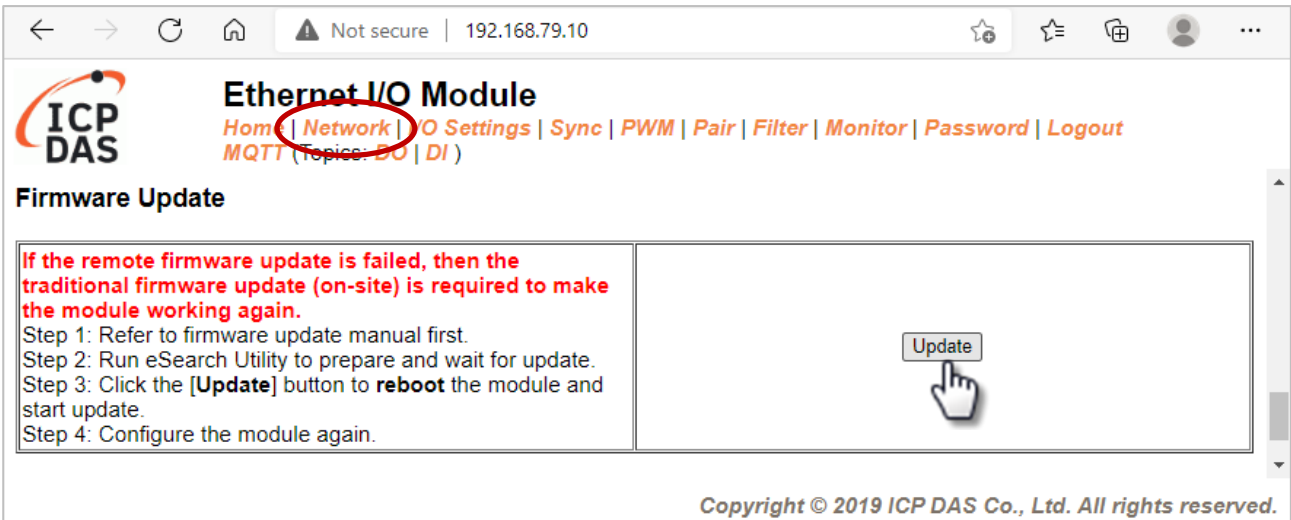 Not secure | 192.168.79.10
ICP
DAS
Ethernet I/O Module
Home | Network | I/O Settings | Sync | PWM | Pair | Filter | Monitor | Password | Logout
MQTT (Topics: DO | DI )
Firmware Update
If the remote firmware update is failed, then the
traditional firmware update (on-site) is required to make
the module working again.
Step 1: Refer to firmware update manual first.
Step 2: Run eSearch Utility to prepare and wait for update.
Step 3: Click the [Update] button to reboot the module and
start update.
Step 4: Configure the module again.
Update
Copyright © 2019 ICP DAS Co., Ltd. All rights reserved.